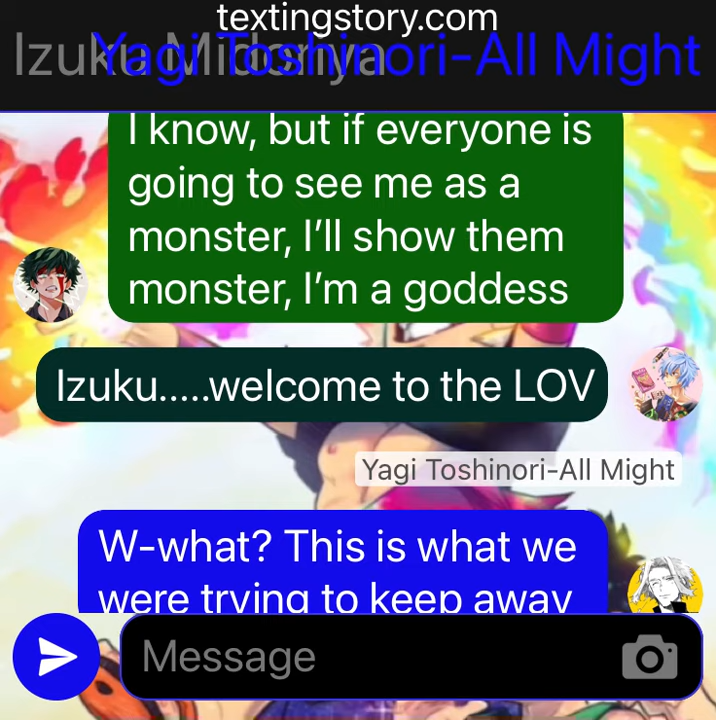 textingstory.com
Izuku Midoriya
Yagi Toshinori-All Might
I know, but if everyone is
going to see me as a
monster, I’ll show them
monster, I’m a goddess
Izuku.....welcome to the LOV
Yagi Toshinori-All Might
W-what? This is what we
were trying to keep away
Message